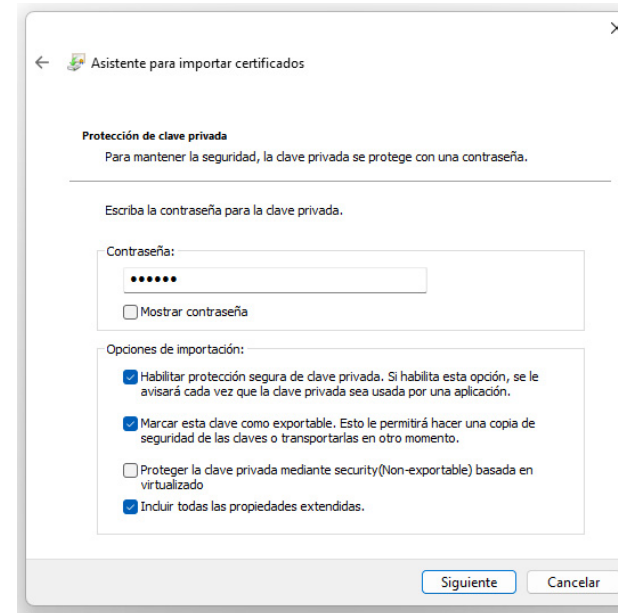 Asistente para importar certificados
Protección de clave privada
Para mantener la seguridad, la clave privada se protege con una contraseña.
Escriba la contraseña para la clave privada.
Contraseña:
••••••
Mostrar contraseña
Opciones de importación:
Habilitar protección segura de clave privada. Si habilita esta opción, se le
avisará cada vez que la clave privada sea usada por una aplicación.
Marcar esta clave como exportable. Esto le permitirá hacer una copia de
seguridad de las claves o transportarlas en otro momento.
Proteger la clave privada mediante security(Non-exportable) basada en
virtualizado
Incluir todas las propiedades extendidas.
Siguiente
Cancelar